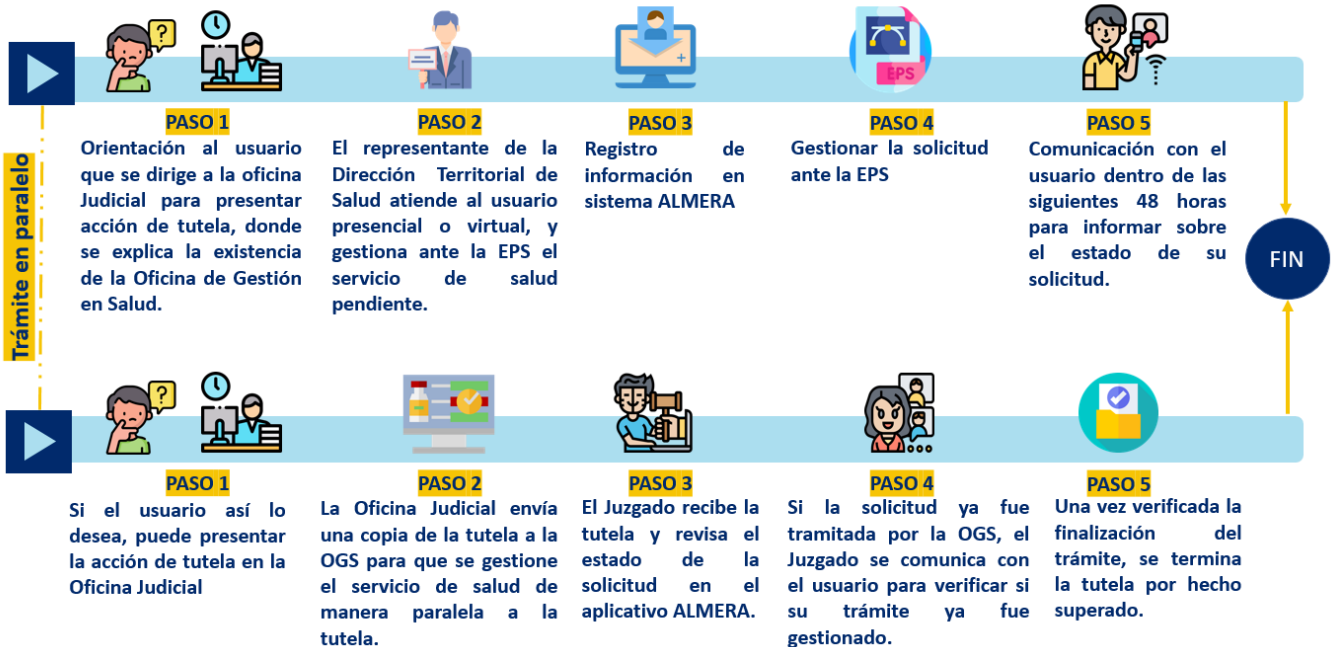 Trámite en paralelo
?
EPS
PASO 1
Orientación al usuario
que se dirige a la oficina
Judicial para presentar
acción de tutela, donde
se explica la existencia
de la Oficina de Gestión
en Salud.
PASO 2
El representante de la
Dirección Territorial de
Salud atiende al usuario
presencial o virtual, y
gestiona ante la EPS el
servicio de salud
pendiente.
PASO 3
Registro de
información en
sistema ALMERA
PASO 4
Gestionar la solicitud
ante la EPS
PASO 5
Comunicación con el
usuario dentro de las
siguientes 48 horas
para informar sobre
el estado de su
solicitud.
FIN
?
PASO 1
Si el usuario así lo
desea, puede presentar
la acción de tutela en la
Oficina Judicial
PASO 2
La Oficina Judicial envía
una copia de la tutela a la
OGS para que se gestione
el servicio de salud de
manera paralela a la
tutela.
PASO 3
El Juzgado recibe la
tutela y revisa el
estado de la
solicitud en el
aplicativo ALMERA.
PASO 4
Si la solicitud ya fue
tramitada por la OGS, el
Juzgado se comunica con
el usuario para verificar si
su trámite ya fue
gestionado.
PASO 5
Una vez verificada la
finalización del
trámite, se termina
la tutela por hecho
superado.